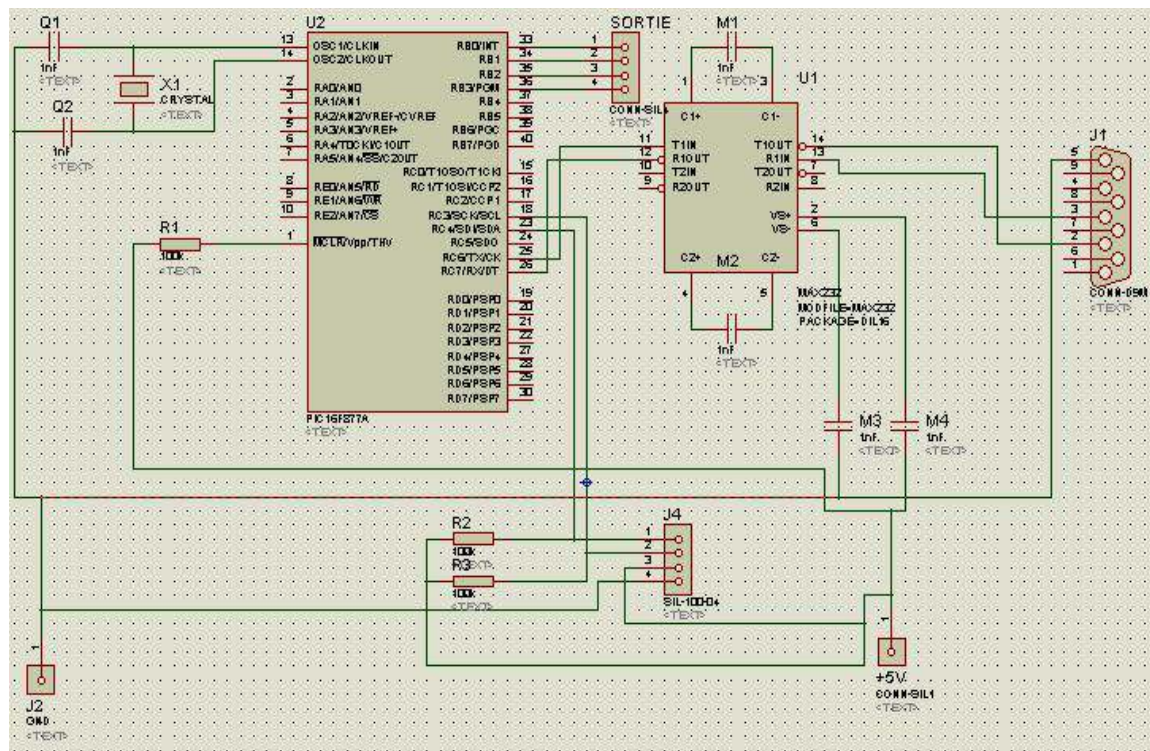 Q1
1nF
<TEXT>
X1
CRYSTAL
<TEXT>
Q2
1nF
<TEXT>
R1
100k
<TEXT>
U2
13 OSC1/CLKIN
14 OSC2/CLKOUT
2 RA0/AN0
3 RA1/AN1
4 RA2/AN2/VREF-/CVREF
5 RA3/AN3/VREF+
6 RA4/T0CKI/C1OUT
7 RA5/AN4/SS/C2OUT
8 RE0/AN5/RD
9 RE1/AN6/WR
10 RE2/AN7/CS
1 MCLR/Vpp/THV
RB0/INT 33
RB1 34
RB2 35
RB3/PGM 36
RB4 37
RB5 38
RB6/PGC 39
RB7/PGD 40
RC0/T1OSO/T1CKI 15
RC1/T1OSI/CCP2 16
RC2/CCP1 17
RC3/SCK/SCL 18
RC4/SDI/SDA 23
RC5/SDO 24
RC6/TX/CK 25
RC7/RX/DT 26
RD0/PSP0 19
RD1/PSP1 20
RD2/PSP2 21
RD3/PSP3 22
RD4/PSP4 27
RD5/PSP5 28
RD6/PSP6 29
RD7/PSP7 30
PIC16F877A
<TEXT>
SORTIE
1
2
3
4
CONN-SIL4
<TEXT>
M1
1nF
<TEXT>
1 3
U1
C1+ C1-
11 T1IN T1OUT 14
12 R1OUT R1IN 13
10 T2IN T2OUT 7
9 R2OUT R2IN 8
VS+ 2
VS- 6
C2+ M2 C2-
4 5
1nF
<TEXT>
MAX232
MODFILE=MAX232
PACKAGE=DIL16
J1
5
9
4
8
3
7
2
6
1
CONN-D9M
<TEXT>
M3
1nF
<TEXT>
M4
1nF
<TEXT>
R2
100k
<TEXT>
R3
100k
<TEXT>
J4
1
2
3
4
SIL-100-04
<TEXT>
1
J2
GND
<TEXT>
1
+5V
CONN-SIL1
<TEXT>